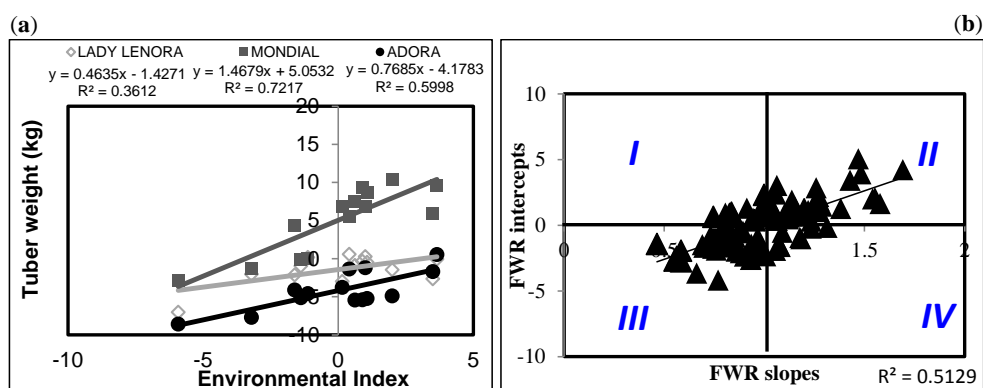 (a)
◇LADY LENORA ■MONDIAL ●ADORA
y = 0.4635x - 1.4271 y = 1.4679x + 5.0532 y = 0.7685x - 4.1783
R² = 0.3612 R² = 0.7217 R² = 0.5998
Tuber weight (kg)
20
15
10
5
0
-5
-10
-10 -5 0 5
Environmental Index
(b)
FWR intercepts
10
5
0
-5
-10
I II
III IV
0 1.5 2
FWR slopes
R² = 0.5129